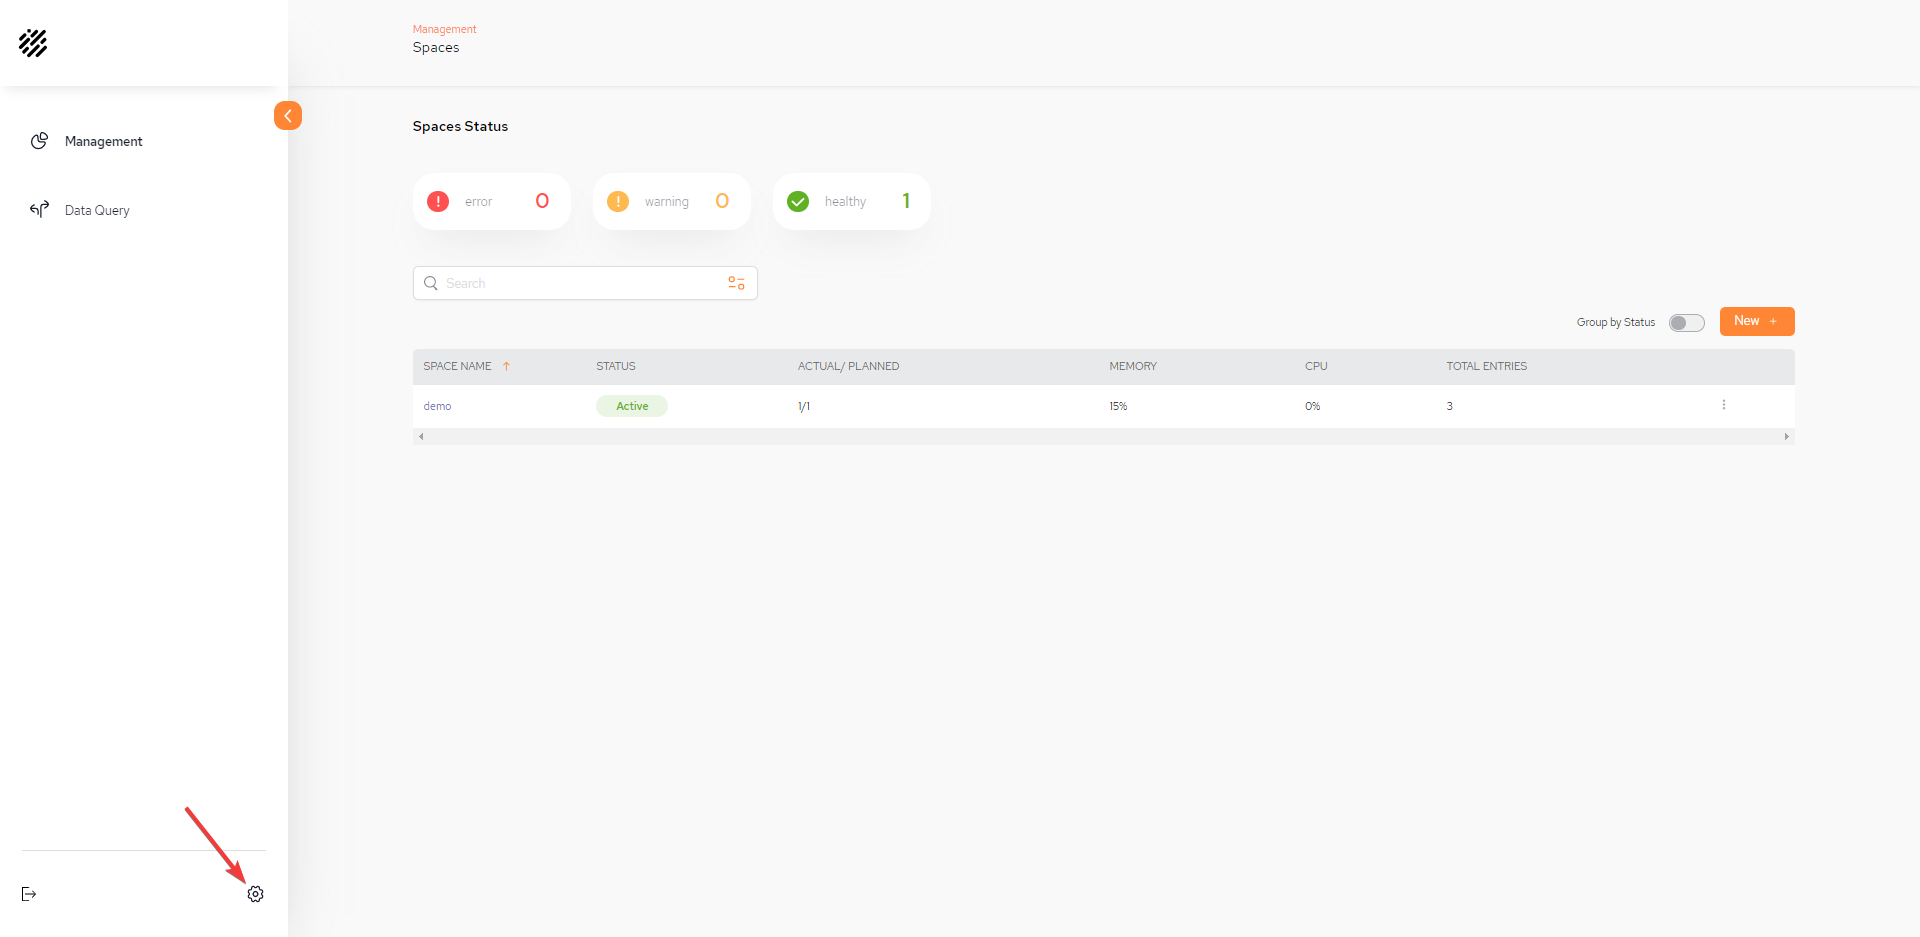 Management
Spaces
Management
Data Query
Spaces Status
error 0
warning 0
healthy 1
Search
Group by Status
New +
SPACE NAME STATUS ACTUAL/ PLANNED MEMORY CPU TOTAL ENTRIES
demo Active 1/1 15% 0% 3